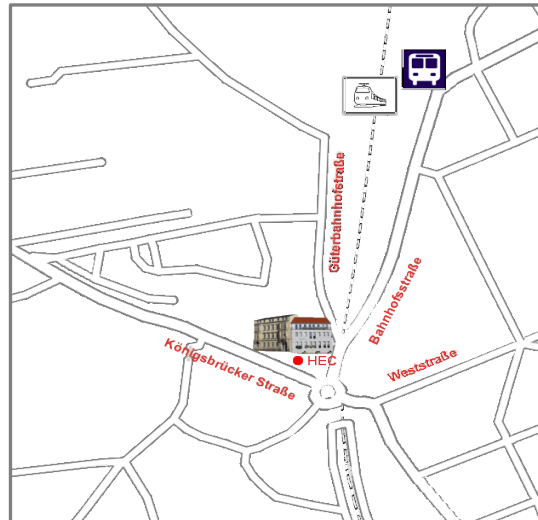 Güterbahnhofstraße
Bahnhofsstraße
Königsbrücker Straße
HEC
Weststraße